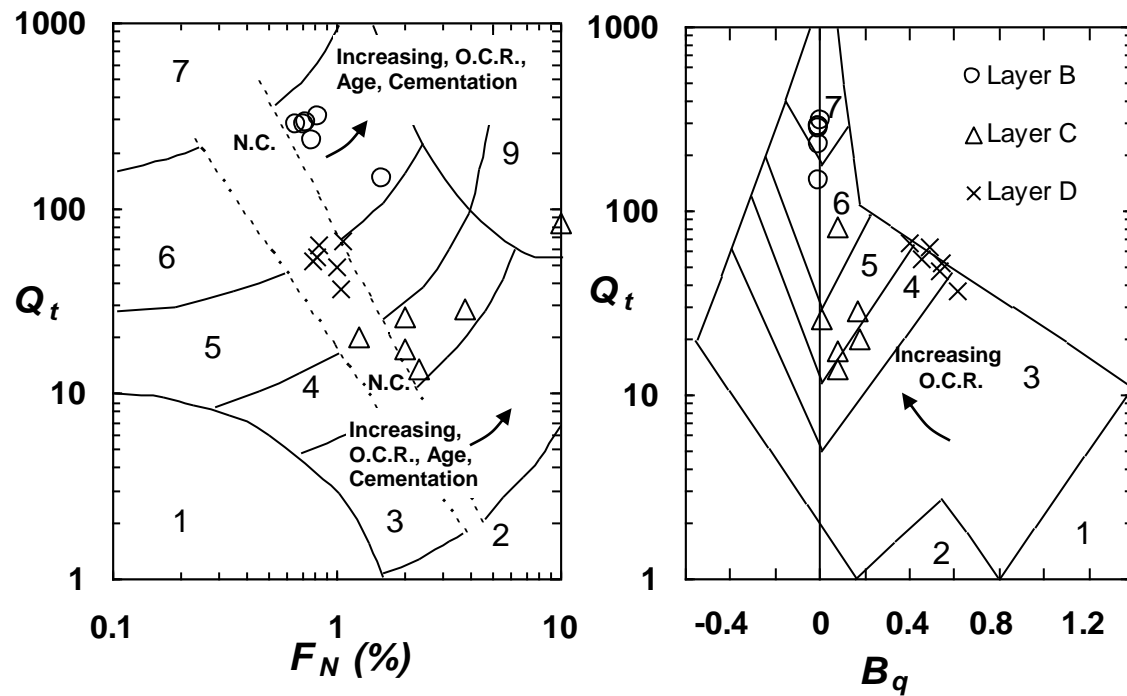 1000
100
10
1
Q t
0.1
1
10
F N (%)
7
6
5
4
1
3
2
9
N.C.
N.C.
Increasing, O.C.R.,
Age, Cementation
Increasing,
O.C.R., Age,
Cementation
1000
100
10
1
Q t
-0.4
0
0.4
0.8
1.2
B q
Layer B
Layer C
Layer D
7
6
5
4
3
2
1
Increasing
O.C.R.